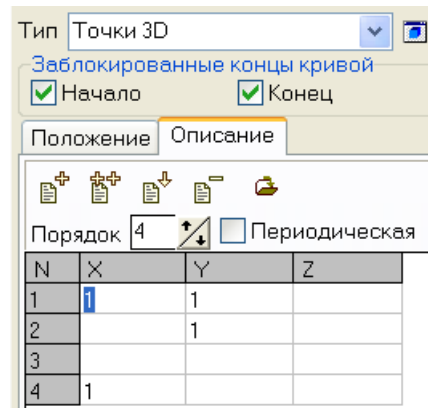 Тип Точки 3D
Заблокированные концы кривой
Начало Конец
Положение Описание
Порядок 4 Периодическая
N X Y Z
1 1 1
2 1
3
4 1